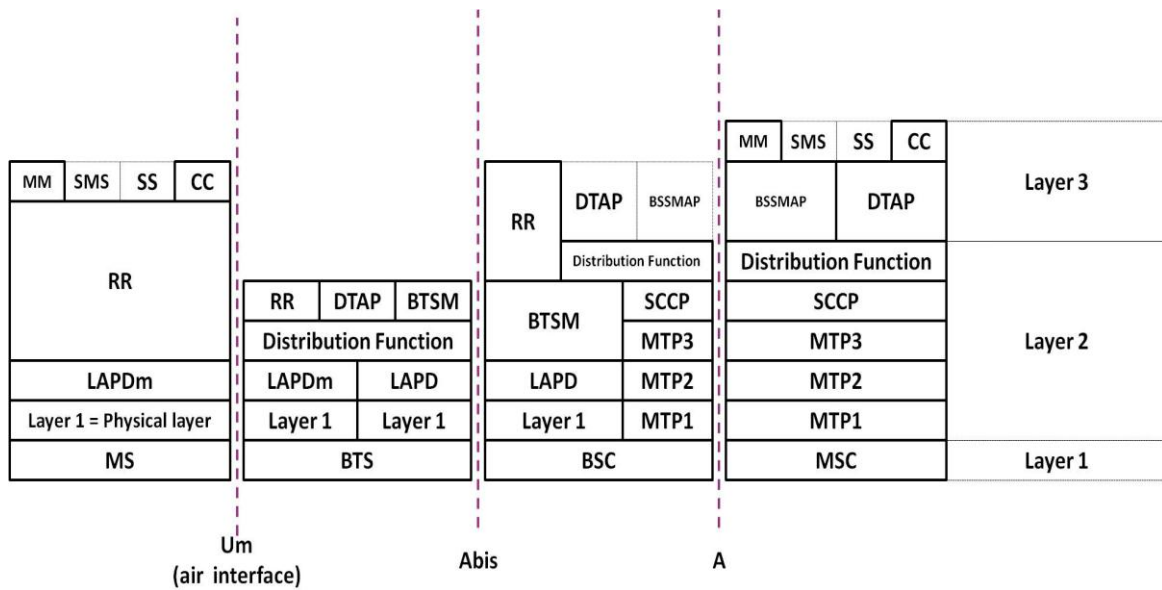 MM SMS SS CC
RR
LAPDm
Layer 1 = Physical layer
MS
RR DTAP BTSM
Distribution Function
LAPDm LAPD
Layer 1 Layer 1
BTS
RR DTAP BSSMAP
Distribution Function
BTSM SCCP
MTP3
LAPD MTP2
Layer 1 MTP1
BSC
MM SMS SS CC
BSSMAP DTAP
Distribution Function
SCCP
MTP3
MTP2
MTP1
MSC
Layer 3
Layer 2
Layer 1
Um
(air interface)
Abis
A